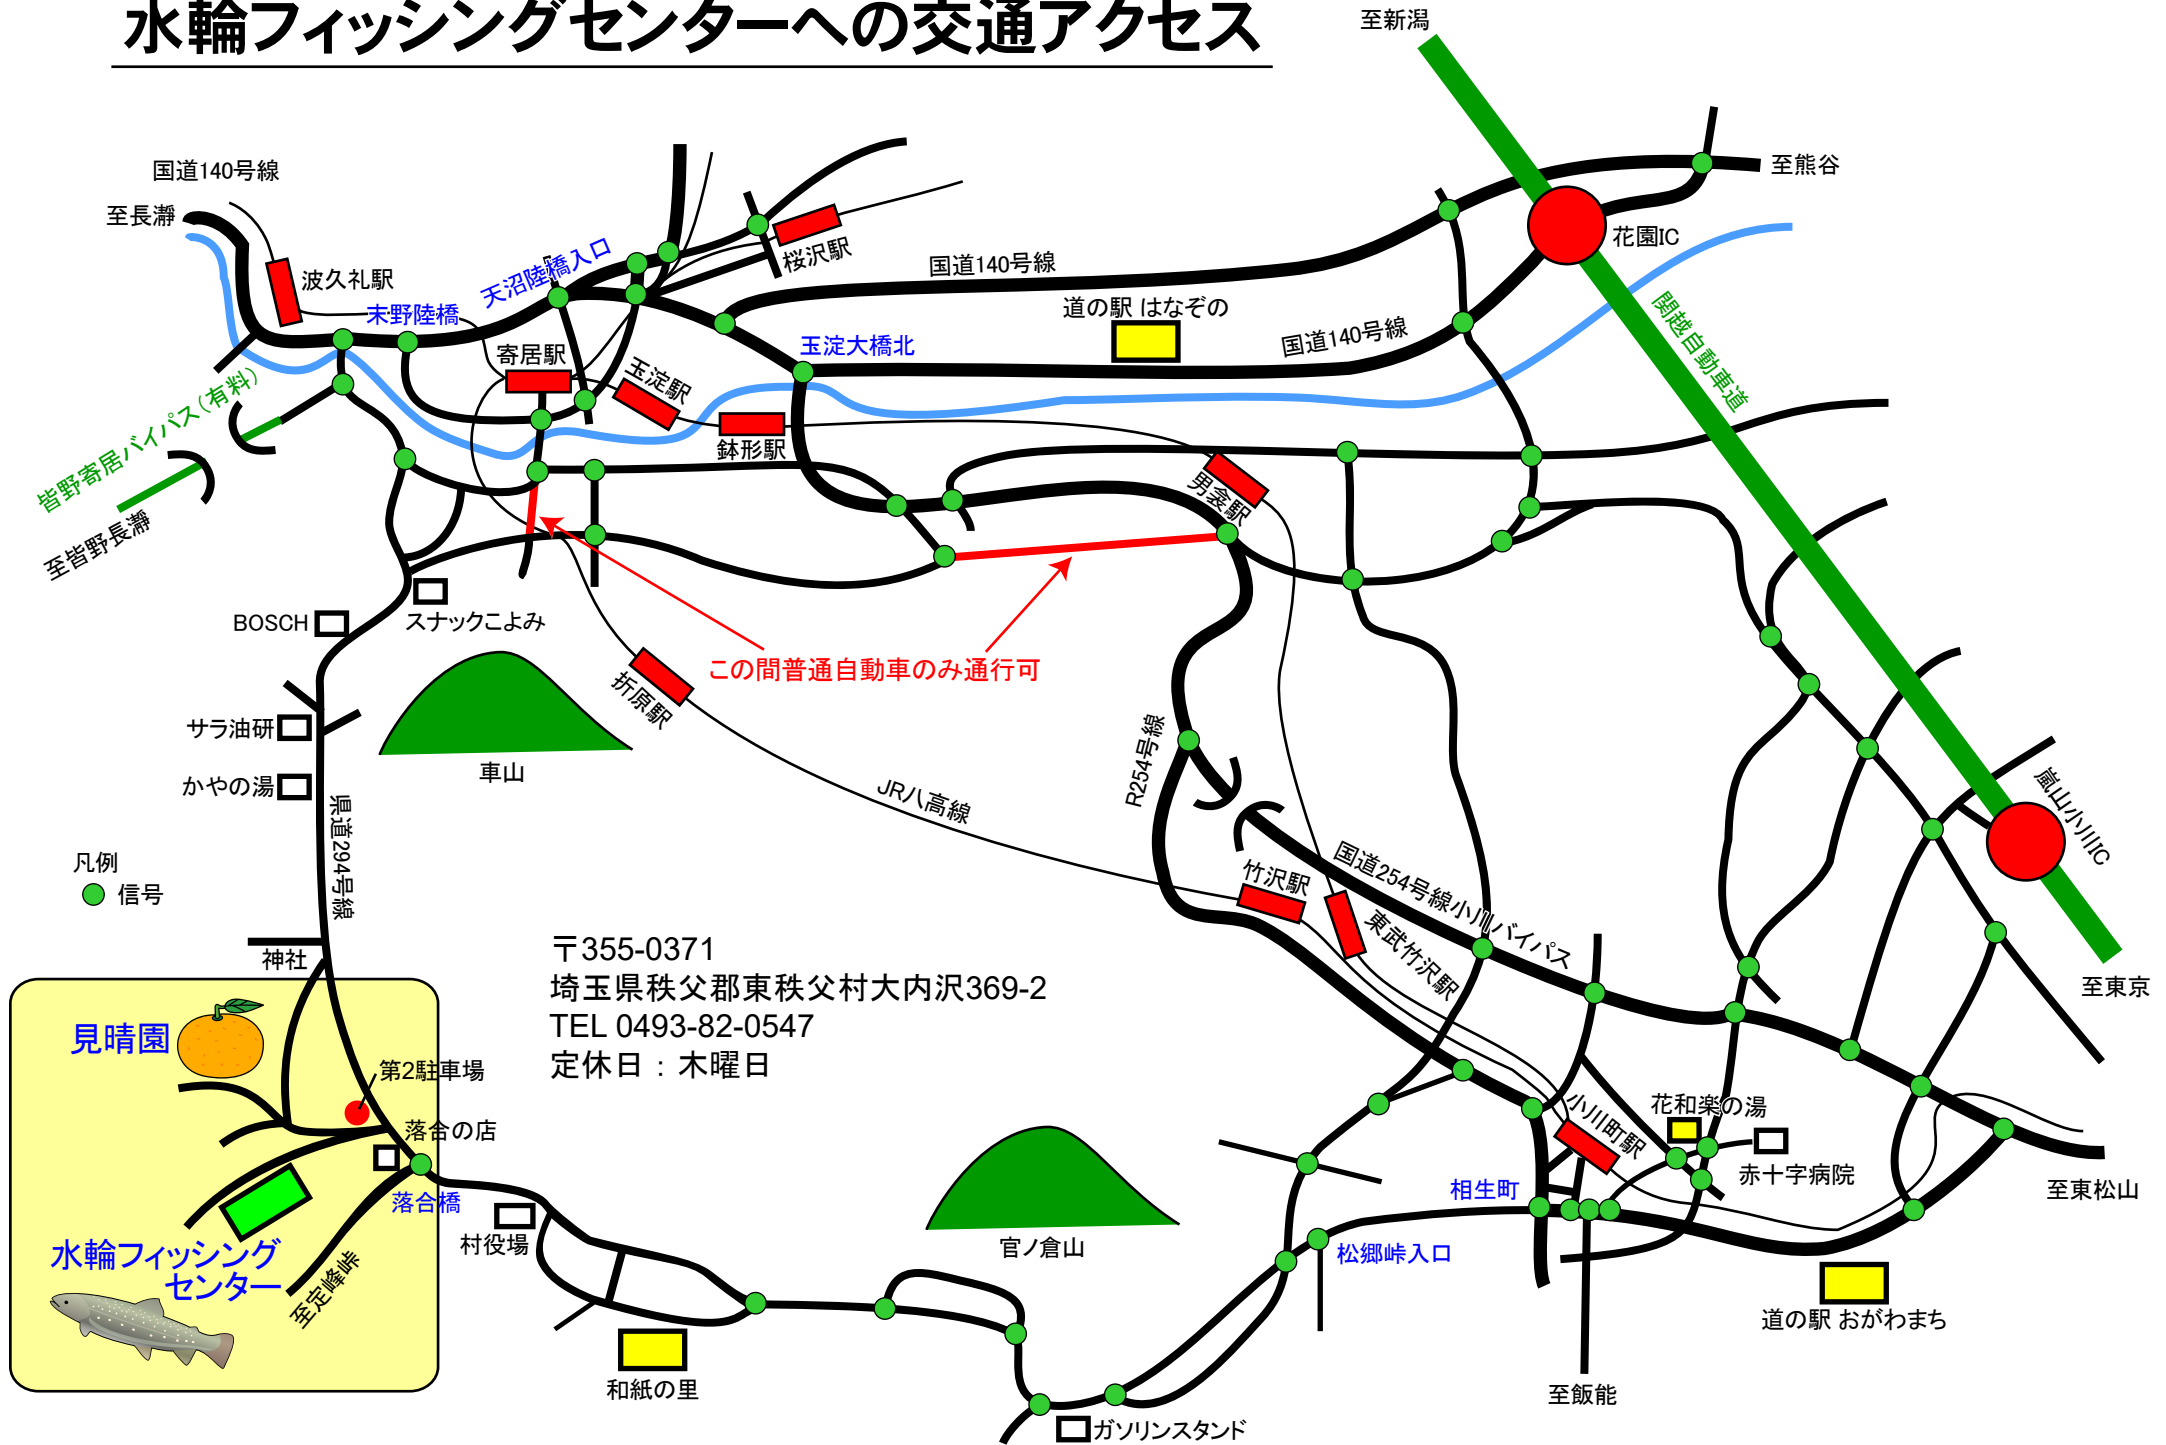 水輪フィッシングセンターへの交通アクセス
至新潟
国道140号線
至長瀞
至熊谷
花園IC
桜沢駅
天沼陸橋入口
波久礼駅
末野陸橋
国道140号線
道の駅 はなぞの
国道140号線
関越自動車道
玉淀大橋北
寄居駅
玉淀駅
鉢形駅
男衾駅
皆野寄居バイパス（有料）
至皆野長瀞
BOSCH
スナックこよみ
この間普通自動車のみ通行可
折原駅
サラ油研
車山
かやの湯
県道294号線
R254号線
JR八高線
嵐山小川IC
凡例
信号
国道254号線小川バイパス
竹沢駅
東武竹沢駅
神社
〒355-0371
埼玉県秩父郡東秩父村大内沢369-2
TEL 0493-82-0547
定休日：木曜日
至東京
見晴園
第2駐車場
落合の店
落合橋
小川町駅
花和楽の湯
赤十字病院
至東松山
相生町
水輪フィッシング
センター
至定峰峠
村役場
官ノ倉山
松郷峠入口
道の駅 おがわまち
和紙の里
至飯能
ガソリンスタンド